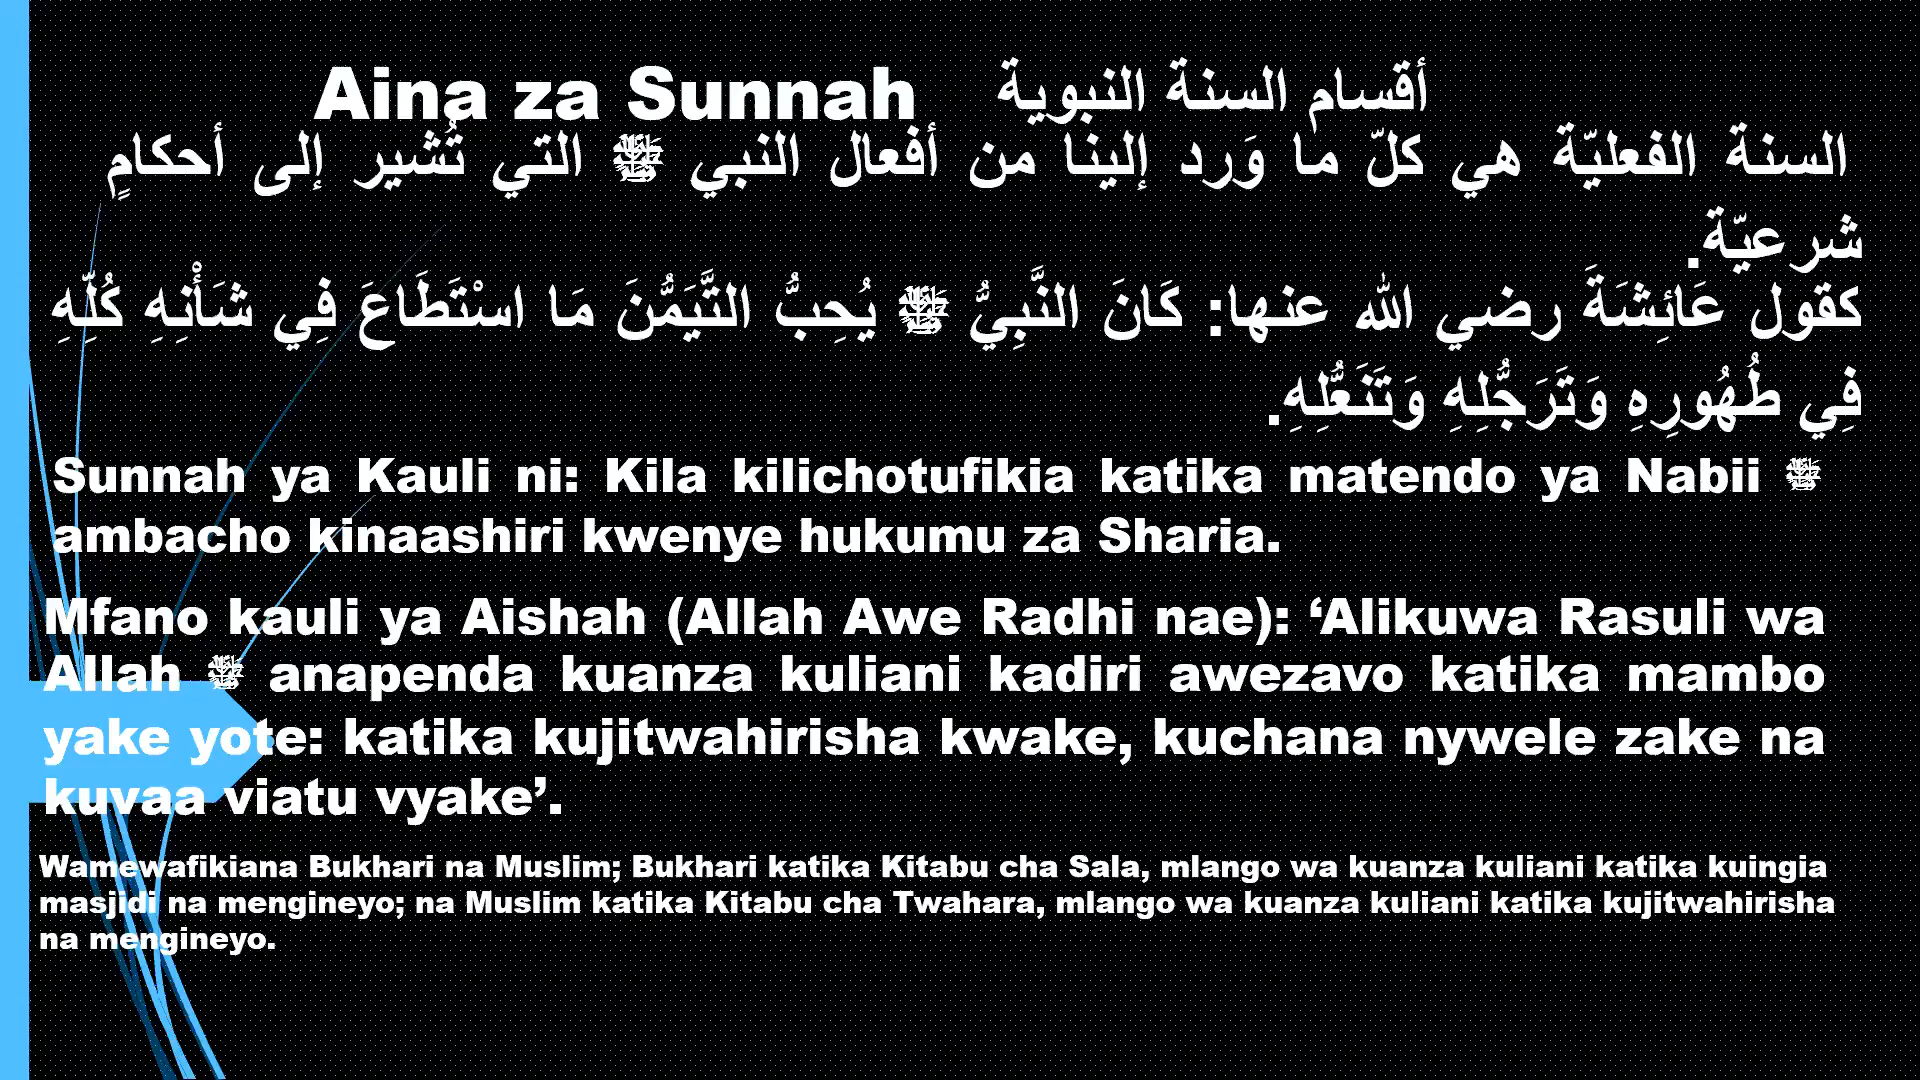 Aina za Sunnah أقسام السنة النبوية
السنة الفعليّة هي كلّ ما وَرد إلينا من أفعال النبي ﷺ التي تُشير إلى أحكامٍ
شرعيّة.
كقول عَائِشَةَ رضي الله عنها: كَانَ النَّبِيُّ ﷺ يُحِبُّ التَّيَمُّنَ مَا اسْتَطَاعَ فِي شَأْنِهِ كُلِّهِ
فِي طُهُورِهِ وَتَرَجُّلِهِ وَتَنَعُّلِهِ.
Sunnah ya Kauli ni: Kila kilichotufikia katika matendo ya Nabii ﷺ
ambacho kinaashiri kwenye hukumu za Sharia.
Mfano kauli ya Aishah (Allah Awe Radhi nae): ‘Alikuwa Rasuli wa
Allah ﷺ anapenda kuanza kuliani kadiri awezavo katika mambo
yake yote: katika kujitwahirisha kwake, kuchana nywele zake na
kuvaa viatu vyake’.
Wamewafikiana Bukhari na Muslim; Bukhari katika Kitabu cha Sala, mlango wa kuanza kuliani katika kuingia
masjidi na mengineyo; na Muslim katika Kitabu cha Twahara, mlango wa kuanza kuliani katika kujitwahirisha
na mengineyo.